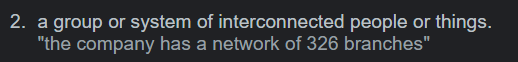 2. a group or system of interconnected people or things.
"the company has a network of 326 branches"